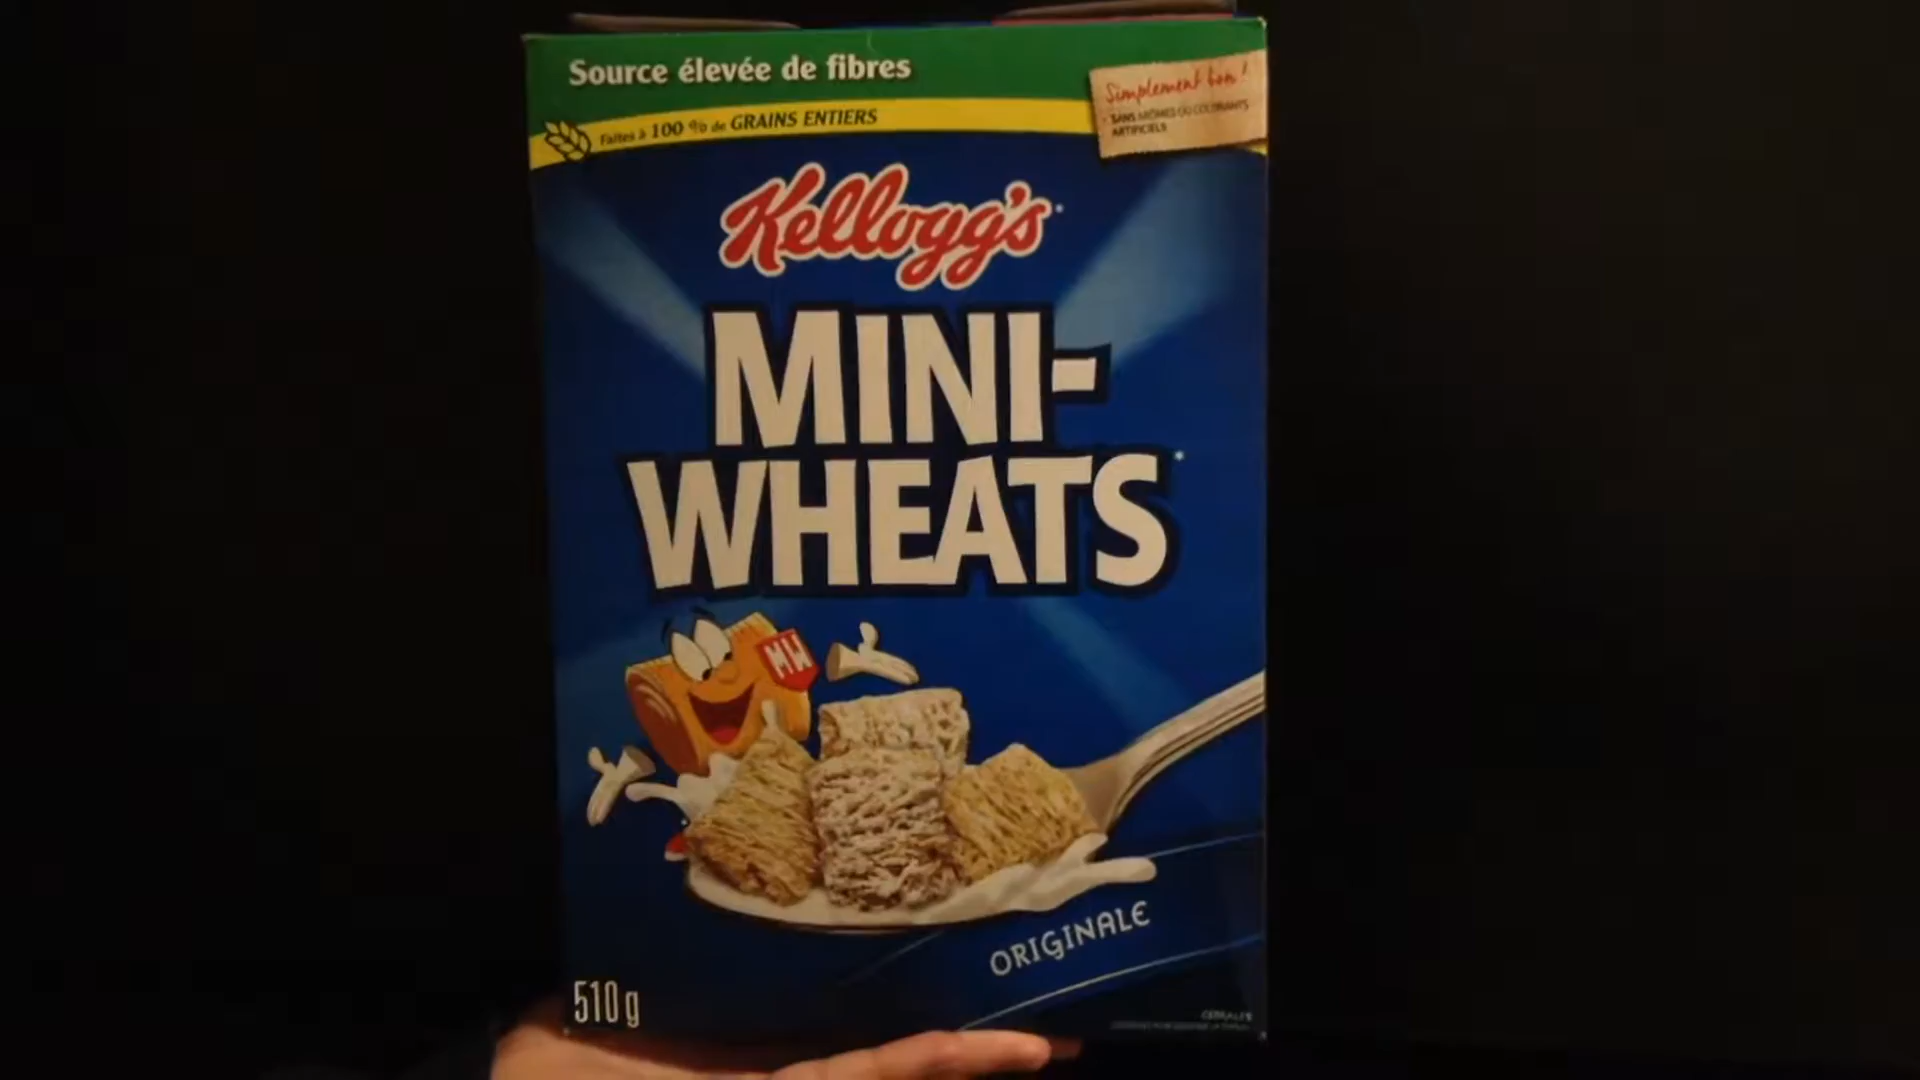 Source élevée de fibres
Faites à 100 % de GRAINS ENTIERS
Simplement bon !
SANS ARÔMES OU COLORANTS
ARTIFICIELS
Kellogg's
MINI-
WHEATS
MW
ORIGINALE
510 g
CÉRÉALES